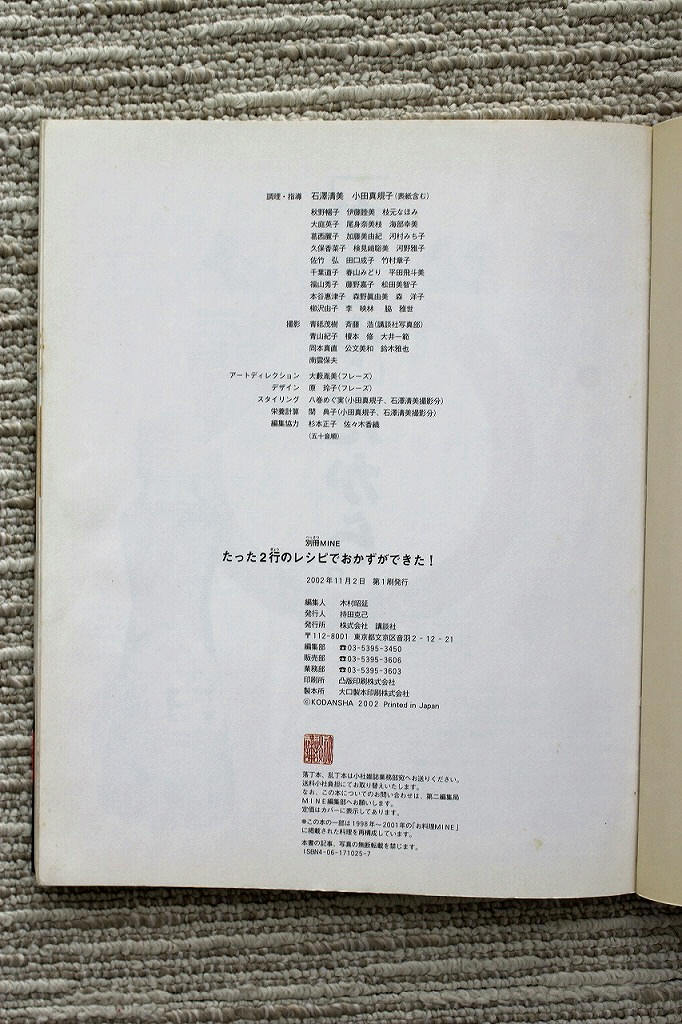 調理・指導 石澤清美 小田真規子(表紙含む)
秋野暢子 伊藤睦美 枝元なほみ
大庭英子 尾身奈美枝 海部幸美
葛西麗子 加藤美由紀 河村みち子
久保香菜子 検見﨑聡美 河野雅子
佐竹 弘 田口成子 竹村章子
千葉道子 春山みどり 平田飛斗美
福山秀子 藤野嘉子 松田美智子
本谷惠津子 森野眞由美 森 洋子
柳沢由子 李 映林 脇 雅世
撮影 青砥茂樹 斉藤 浩(講談社写真部)
青山紀子 榎本 修 大井一範
岡本真直 公文美和 鈴木雅也
南雲保夫
アートディレクション 大薮胤美(フレーズ)
デザイン 原 玲子(フレーズ)
スタイリング 八巻めぐ実(小田真規子、石澤清美撮影分)
栄養計算 関 典子(小田真規子、石澤清美撮影分)
編集協力 杉本正子 佐々木香織
(五十音順)
別冊MINE
たった2行のレシピでおかずができた!
2002年11月2日 第1刷発行
編集人 木村昭延
発行人 持田克己
発行所 株式会社 講談社
〒112-8001 東京都文京区音羽2-12-21
編集部 ☎03-5395-3450
販売部 ☎03-5395-3606
業務部 ☎03-5395-3603
印刷所 凸版印刷株式会社
製本所 大口製本印刷株式会社
©KODANSHA 2002 Printed in Japan
落丁本、乱丁本は小社雑誌業務部宛へお送りください。
送料小社負担にてお取り替えいたします。
なお、この本についてのお問い合わせは、第二編集局
MINE編集部へお願いします。
定価はカバーに表示してあります。
※この本の一部は1998年〜2001年の「お料理MINE」
に掲載された料理を再構成しています。
本書の記事、写真の無断転載を禁じます。
ISBN4-06-171025-7